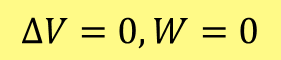 ΔV = 0, W = 0